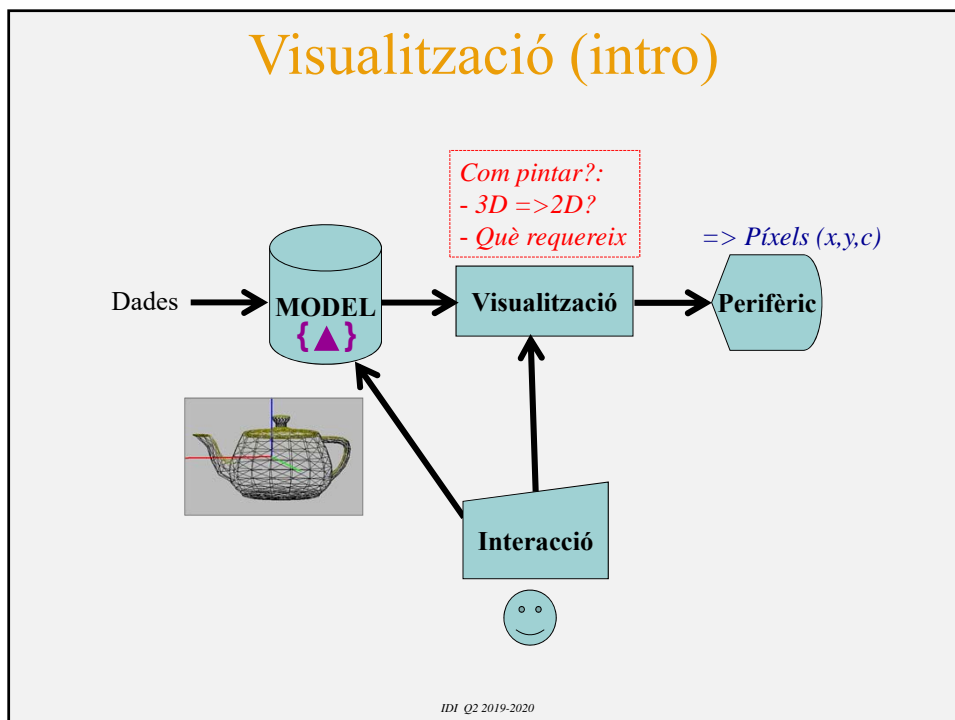 Visualització (intro)
Com pintar?:
- 3D =>2D?
- Què requereix
=> Píxels (x,y,c)
Dades
MODEL
{▲}
Visualització
Perifèric
Interacció
IDI Q2 2019-2020